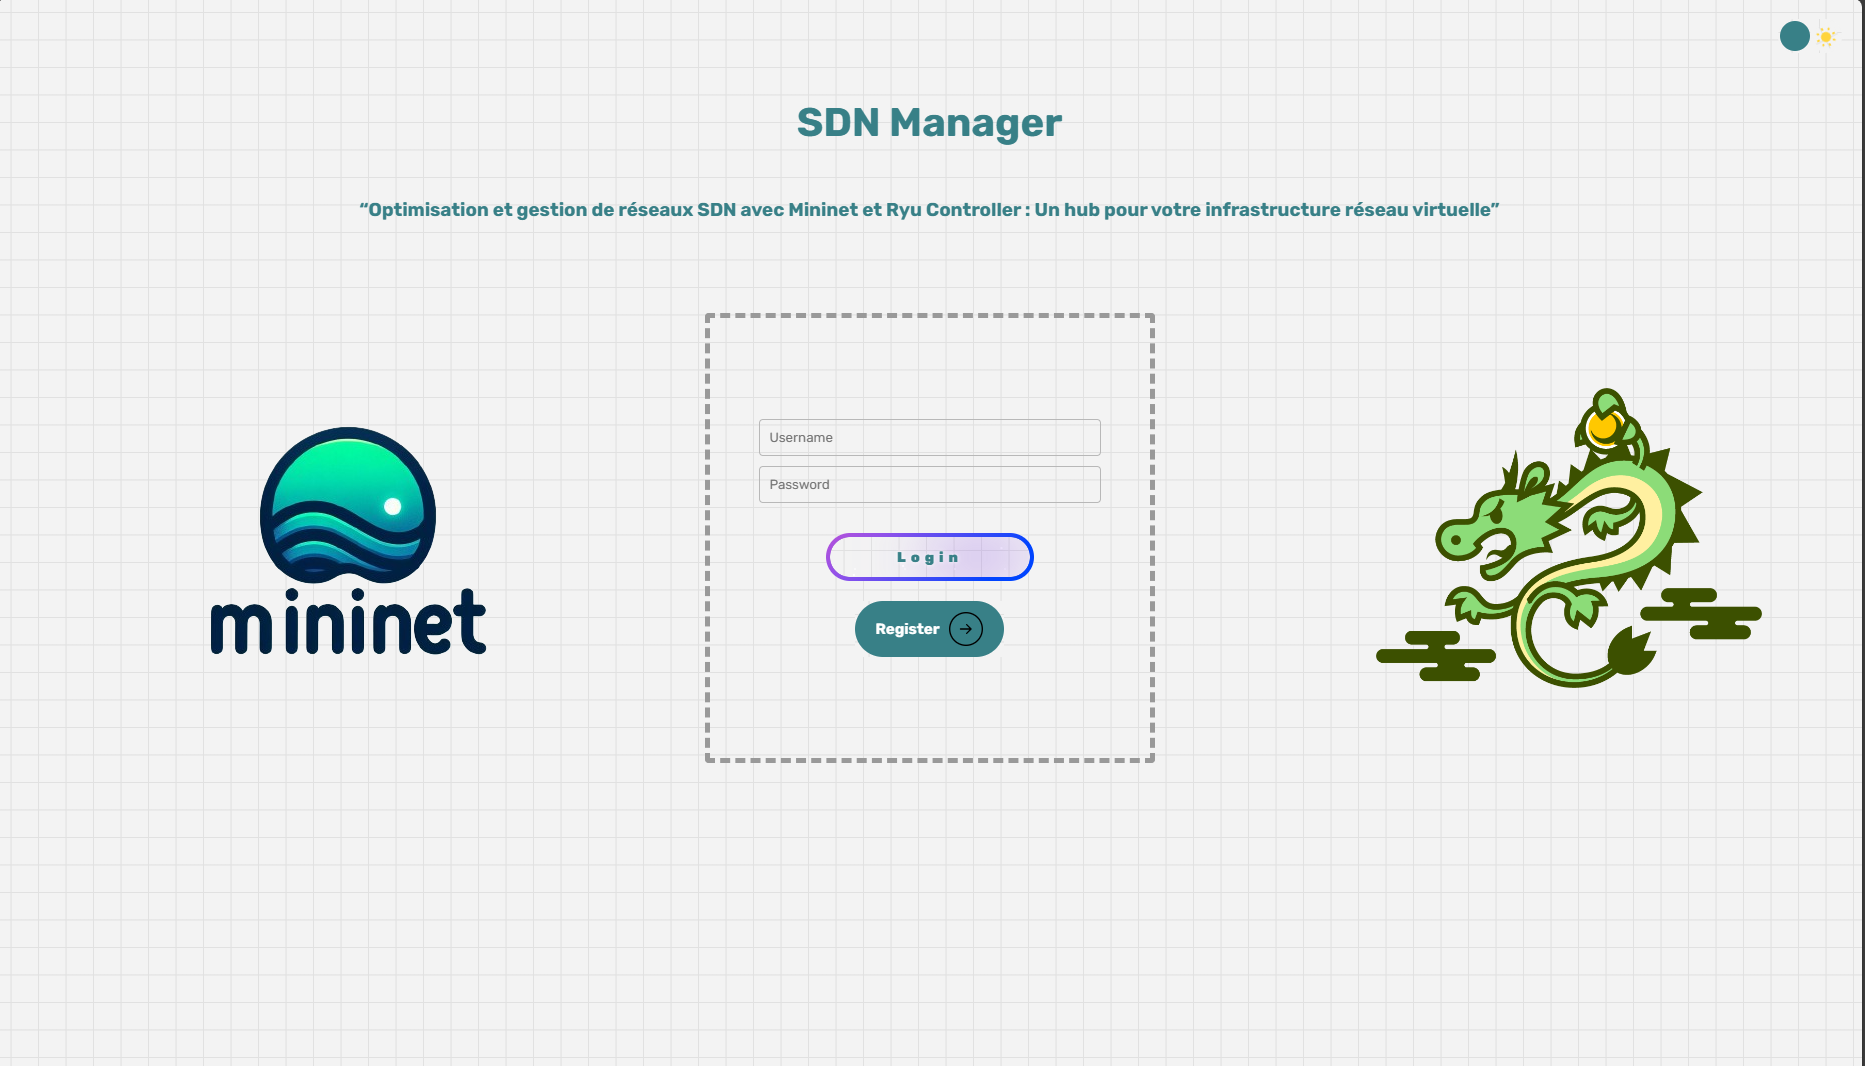 SDN Manager
“Optimisation et gestion de réseaux SDN avec Mininet et Ryu Controller : Un hub pour votre infrastructure réseau virtuelle”
Username
Password
Login
Register
mininet